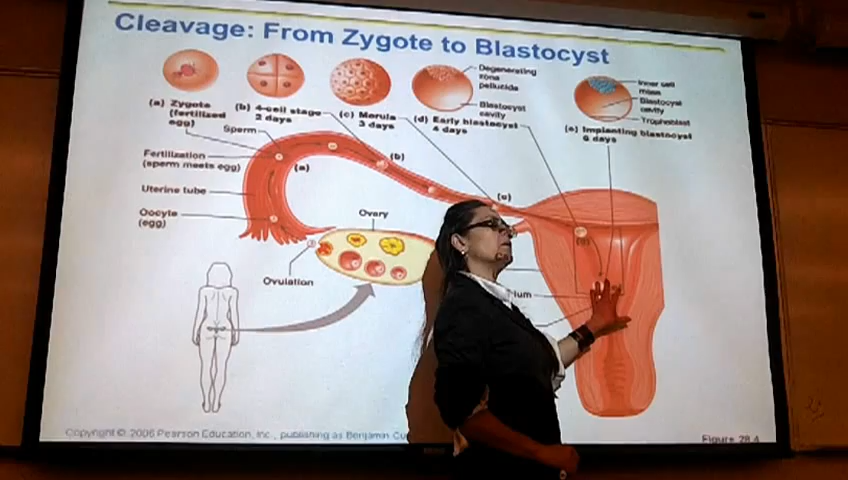 Cleavage: From Zygote to Blastocyst
Degenerating
zona
pellucida
Blastocyst
cavity
Inner cell
mass
Blastocyst
cavity
Trophoblast
(a) Zygote
(fertilized
egg)
(b) 4-cell stage
2 days
(c) Morula
3 days
(d) Early blastocyst
4 days
(e) Implanting blastocyst
6 days
Sperm
Fertilization
(sperm meets egg)
(a)
(b)
(c)
(d)
Uterine tube
Oocyte
(egg)
Ovary
Ovulation
ium
Copyright © 2006 Pearson Education, Inc., publishing as Benjamin Cu
Figure 28.4